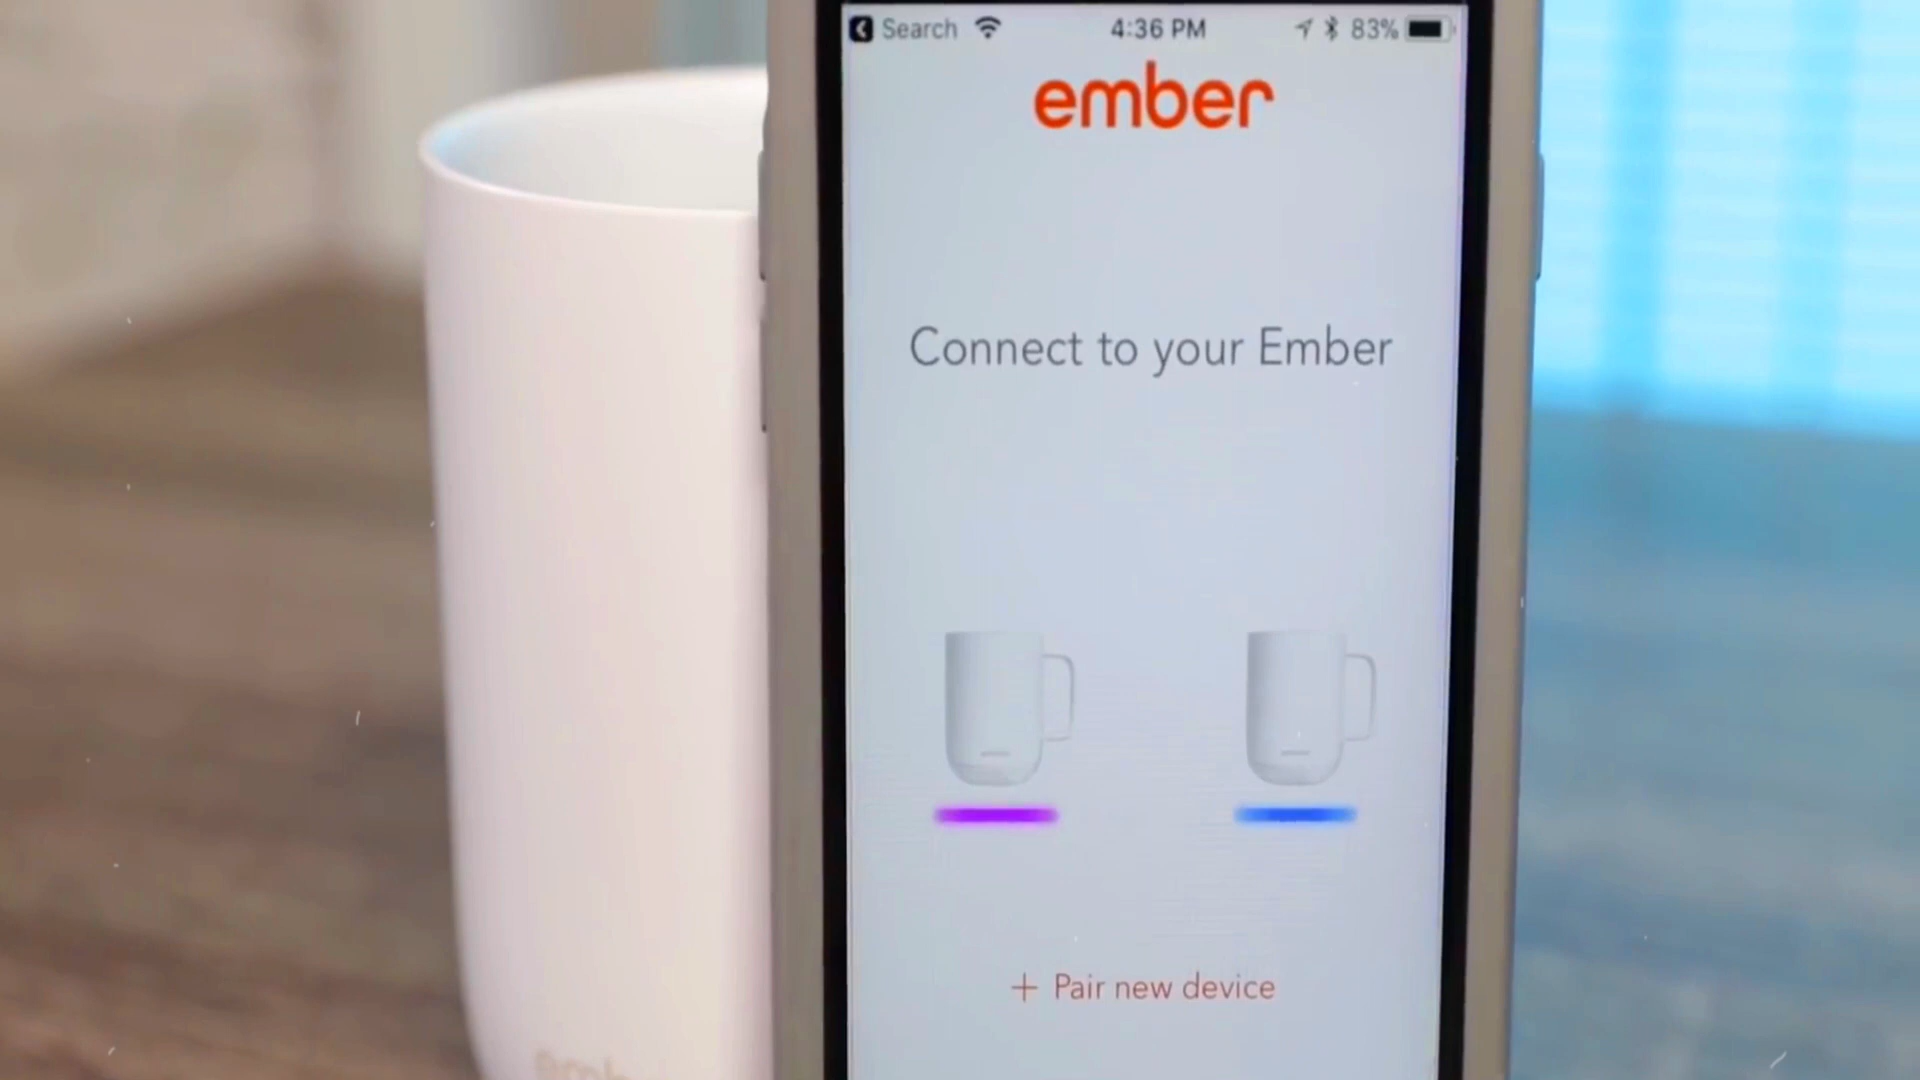 Search 4:36 PM 83%
ember
Connect to your Ember
+ Pair new device